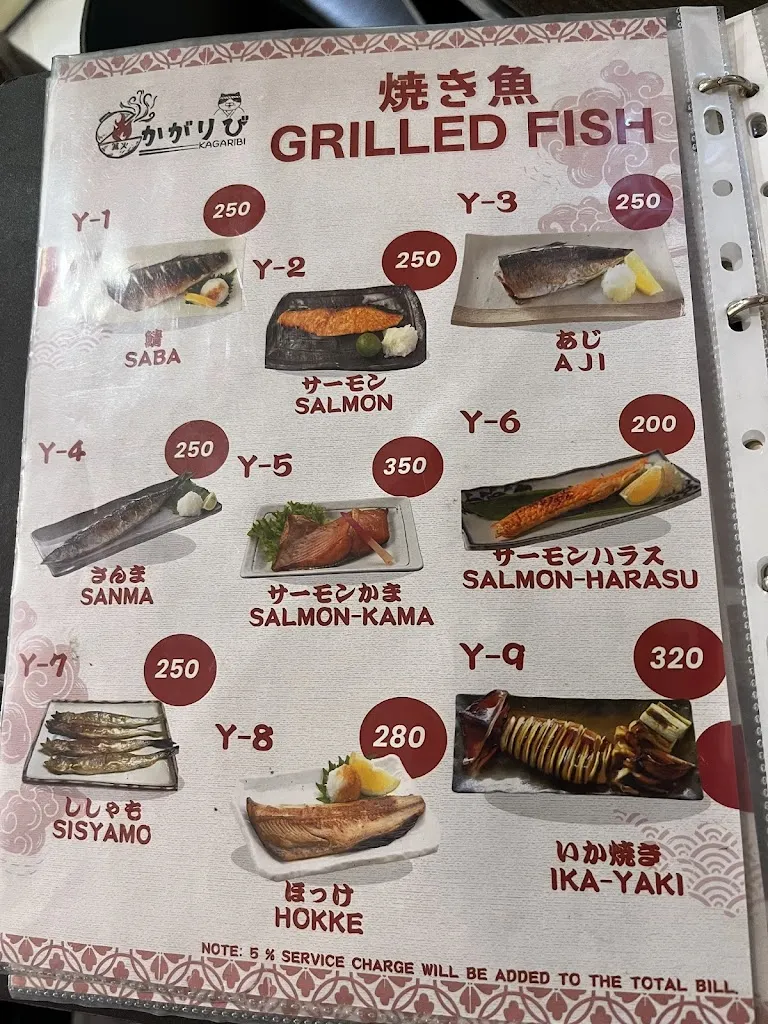 焼き魚
かがりび
KAGARIBI
GRILLED FISH
Y-1
250
鯖
SABA
Y-2
250
サーモン
SALMON
Y-3
250
あじ
AJI
Y-4
250
さんま
SANMA
Y-5
350
サーモンかま
SALMON-KAMA
Y-6
200
サーモンハラス
SALMON-HARASU
Y-7
250
ししゃも
SISYAMO
Y-8
280
ほっけ
HOKKE
Y-9
320
いか焼き
IKA-YAKI
NOTE: 5 % SERVICE CHARGE WILL BE ADDED TO THE TOTAL BILL.